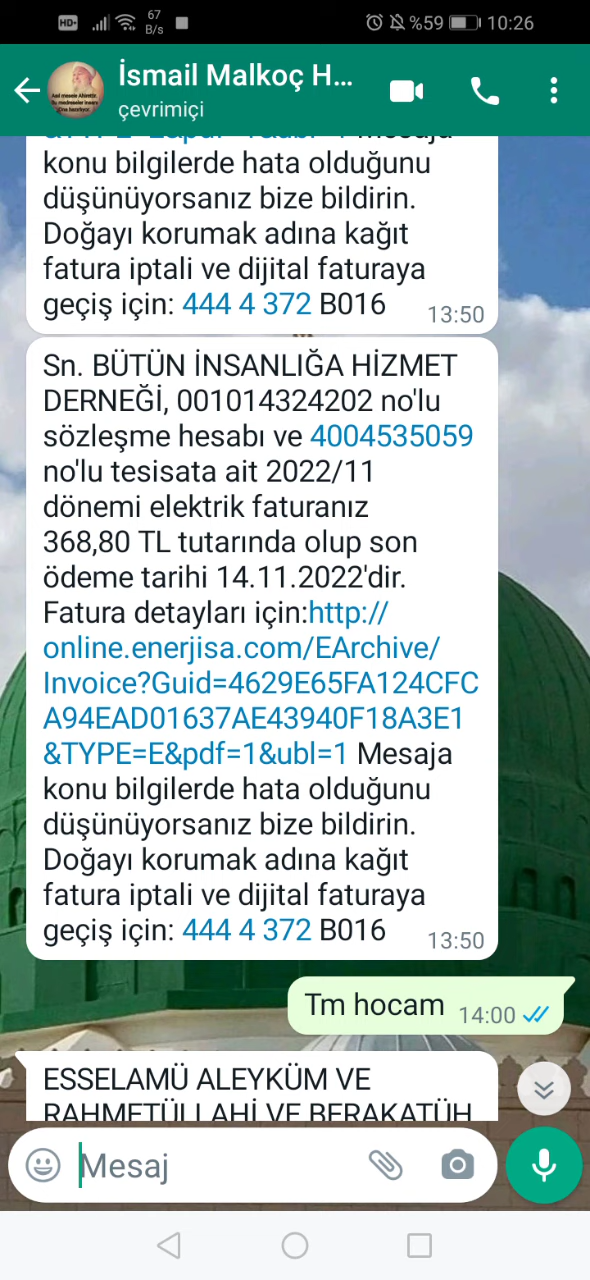 HD+ 67 B/s %59 10:26
İsmail Malkoç H...
çevrimiçi
mesaja
konu bilgilerde hata olduğunu
düşünüyorsanız bize bildirin.
Doğayı korumak adına kağıt
fatura iptali ve dijital faturaya
geçiş için: 444 4 372 B016 13:50
Sn. BÜTÜN İNSANLIĞA HİZMET
DERNEĞİ, 001014324202 no'lu
sözleşme hesabı ve 4004535059
no'lu tesisata ait 2022/11
dönemi elektrik faturanız
368,80 TL tutarında olup son
ödeme tarihi 14.11.2022'dir.
Fatura detayları için:http://
online.enerjisa.com/EArchive/
Invoice?Guid=4629E65FA124CFC
A94EAD01637AE43940F18A3E1
&TYPE=E&pdf=1&ubl=1 Mesaja
konu bilgilerde hata olduğunu
düşünüyorsanız bize bildirin.
Doğayı korumak adına kağıt
fatura iptali ve dijital faturaya
geçiş için: 444 4 372 B016 13:50
Tm hocam 14:00
ESSELAMÜ ALEYKÜM VE
RAHMETÜLLAHİ VE BERAKATÜH
Mesaj